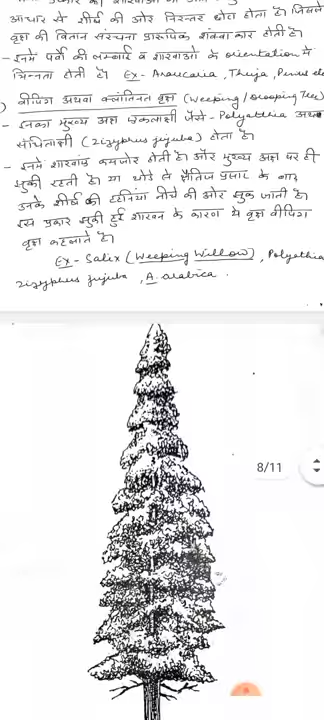 आधार से शीर्ष की ओर निरन्तर छोटा होता है। जिससे
वृक्ष की वितान संरचना प्रारूपिक शंक्वाकार होती है।
- इनमें पर्वो की लम्बाई व शाखाओं के orientation में
भिन्नता होती है। Ex- Araucaria, Thuja, Pinus etc
वीपिंग अथवा क्लांतिनत वृक्ष (Weeping/Drooping Tree)
- इनका मुख्य अक्ष एकलाक्षी जैसे- Polyalthia अथवा
संधिताक्षी (zizyphus jujuba) होता है।
- इनमें शाखाएं कमजोर होती है। और मुख्य अक्ष पर ही
झुकी रहती है या थोडे से क्षैतिज प्रसार के बाद
उनके शीर्ष की टहनियां नीचे की ओर झुक जाती है।
इस प्रकार झुकी हुई शाखन के कारण ये वृक्ष वीपिंग
वृक्ष कहलाते है।
Ex - Salix (Weeping Willow), Polyalthia
zizyphus jujuba, A. arabica.
8/11